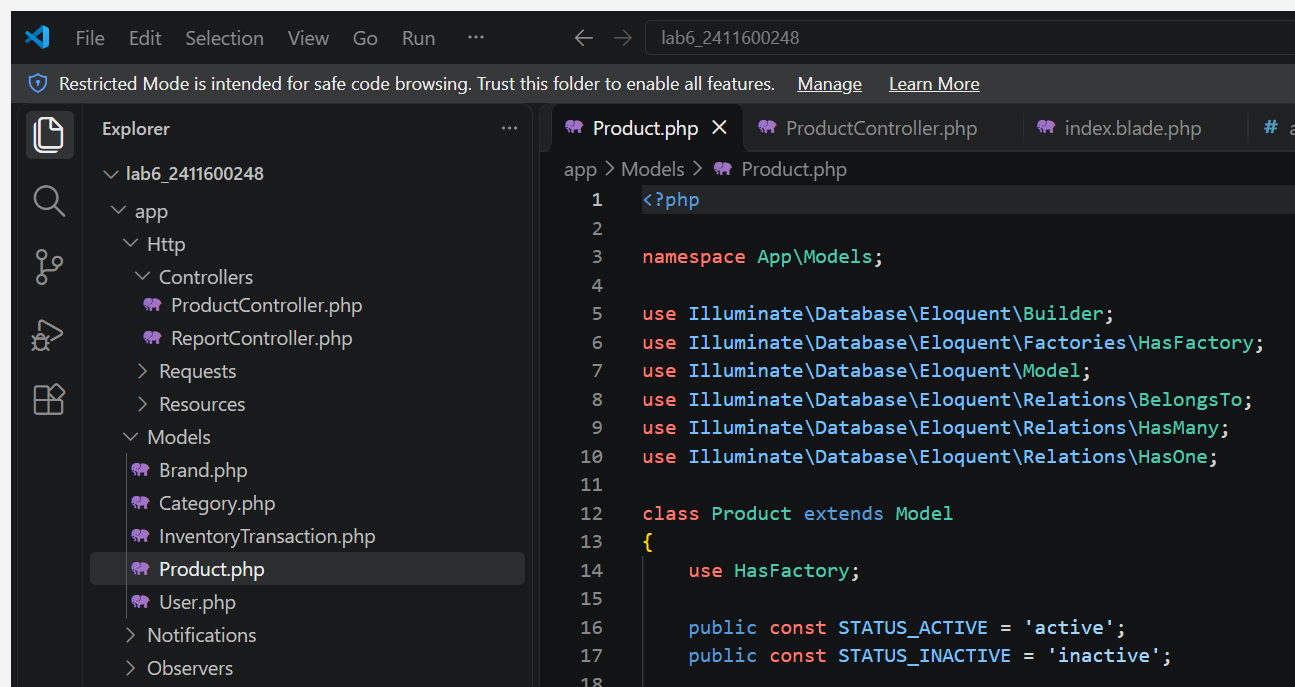 File Edit Selection View Go Run ··· lab6_2411600248
Restricted Mode is intended for safe code browsing. Trust this folder to enable all features. Manage Learn More
Explorer ···
lab6_2411600248
app
Http
Controllers
ProductController.php
ReportController.php
Requests
Resources
Models
Brand.php
Category.php
InventoryTransaction.php
Product.php
User.php
Notifications
Observers
Product.php ProductController.php index.blade.php #
app > Models > Product.php
1 <?php
2
3 namespace App\Models;
4
5 use Illuminate\Database\Eloquent\Builder;
6 use Illuminate\Database\Eloquent\Factories\HasFactory;
7 use Illuminate\Database\Eloquent\Model;
8 use Illuminate\Database\Eloquent\Relations\BelongsTo;
9 use Illuminate\Database\Eloquent\Relations\HasMany;
10 use Illuminate\Database\Eloquent\Relations\HasOne;
11
12 class Product extends Model
13 {
14 use HasFactory;
15
16 public const STATUS_ACTIVE = 'active';
17 public const STATUS_INACTIVE = 'inactive';
18